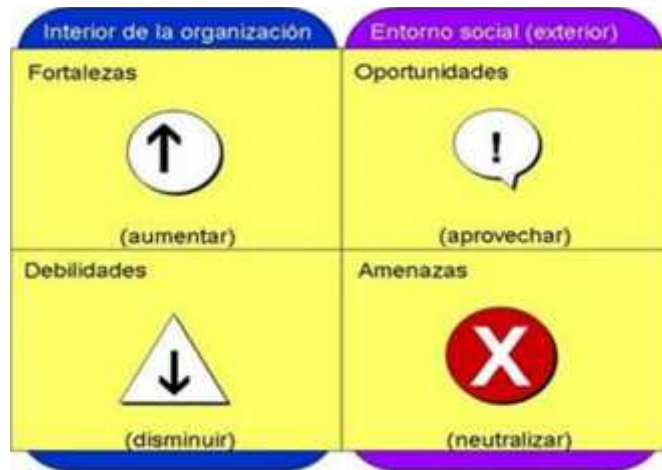 Interior de la organización
Entorno social (exterior)
Fortalezas
(aumentar)
Oportunidades
!
(aprovechar)
Debilidades
(disminuir)
Amenazas
X
(neutralizar)